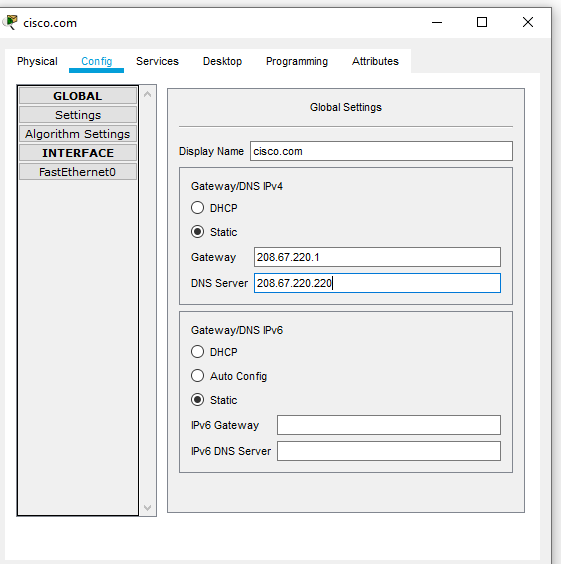 cisco.com
Physical Config Services Desktop Programming Attributes
GLOBAL
Settings
Algorithm Settings
INTERFACE
FastEthernet0
Global Settings
Display Name cisco.com
Gateway/DNS IPv4
DHCP
Static
Gateway 208.67.220.1
DNS Server 208.67.220.220
Gateway/DNS IPv6
DHCP
Auto Config
Static
IPv6 Gateway
IPv6 DNS Server